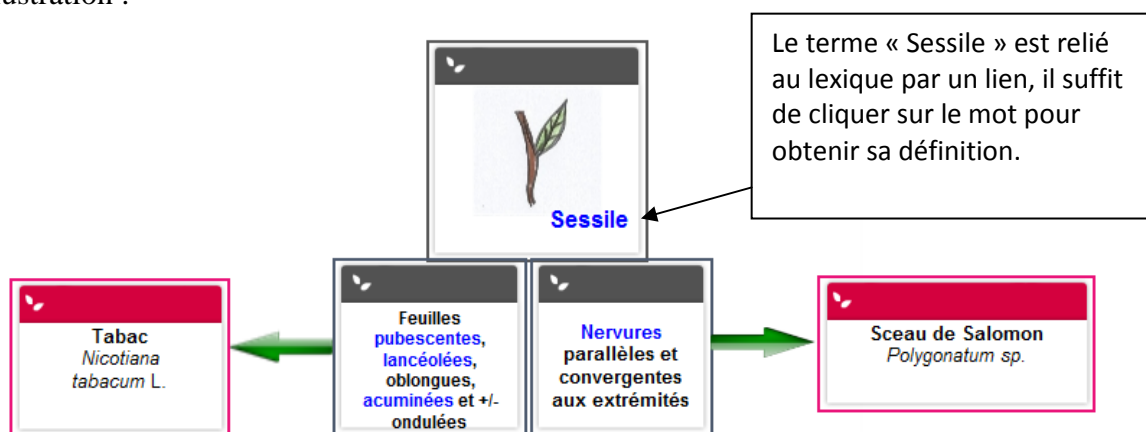 Le terme « Sessile » est relié
au lexique par un lien, il suffit
de cliquer sur le mot pour
obtenir sa définition.
Sessile
Tabac
Nicotiana
tabacum L.
Feuilles
pubescentes,
lancéolées,
oblongues,
acuminées et +/-
ondulées
Nervures
parallèles et
convergentes
aux extrémités
Sceau de Salomon
Polygonatum sp.